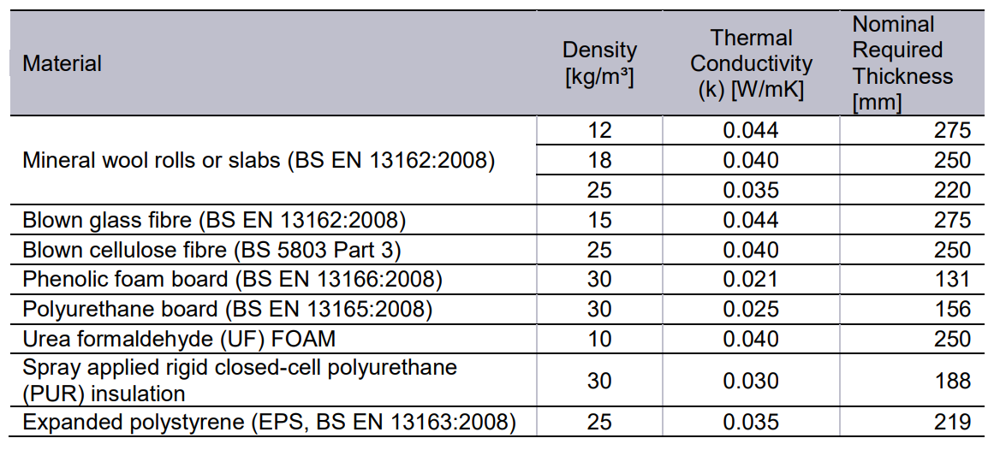 Material Density [kg/m³] Thermal Conductivity (k) [W/mK] Nominal Required Thickness [mm]
12 0.044 275
Mineral wool rolls or slabs (BS EN 13162:2008) 18 0.040 250
25 0.035 220
Blown glass fibre (BS EN 13162:2008) 15 0.044 275
Blown cellulose fibre (BS 5803 Part 3) 25 0.040 250
Phenolic foam board (BS EN 13166:2008) 30 0.021 131
Polyurethane board (BS EN 13165:2008) 30 0.025 156
Urea formaldehyde (UF) FOAM 10 0.040 250
Spray applied rigid closed-cell polyurethane
(PUR) insulation 30 0.030 188
Expanded polystyrene (EPS, BS EN 13163:2008) 25 0.035 219